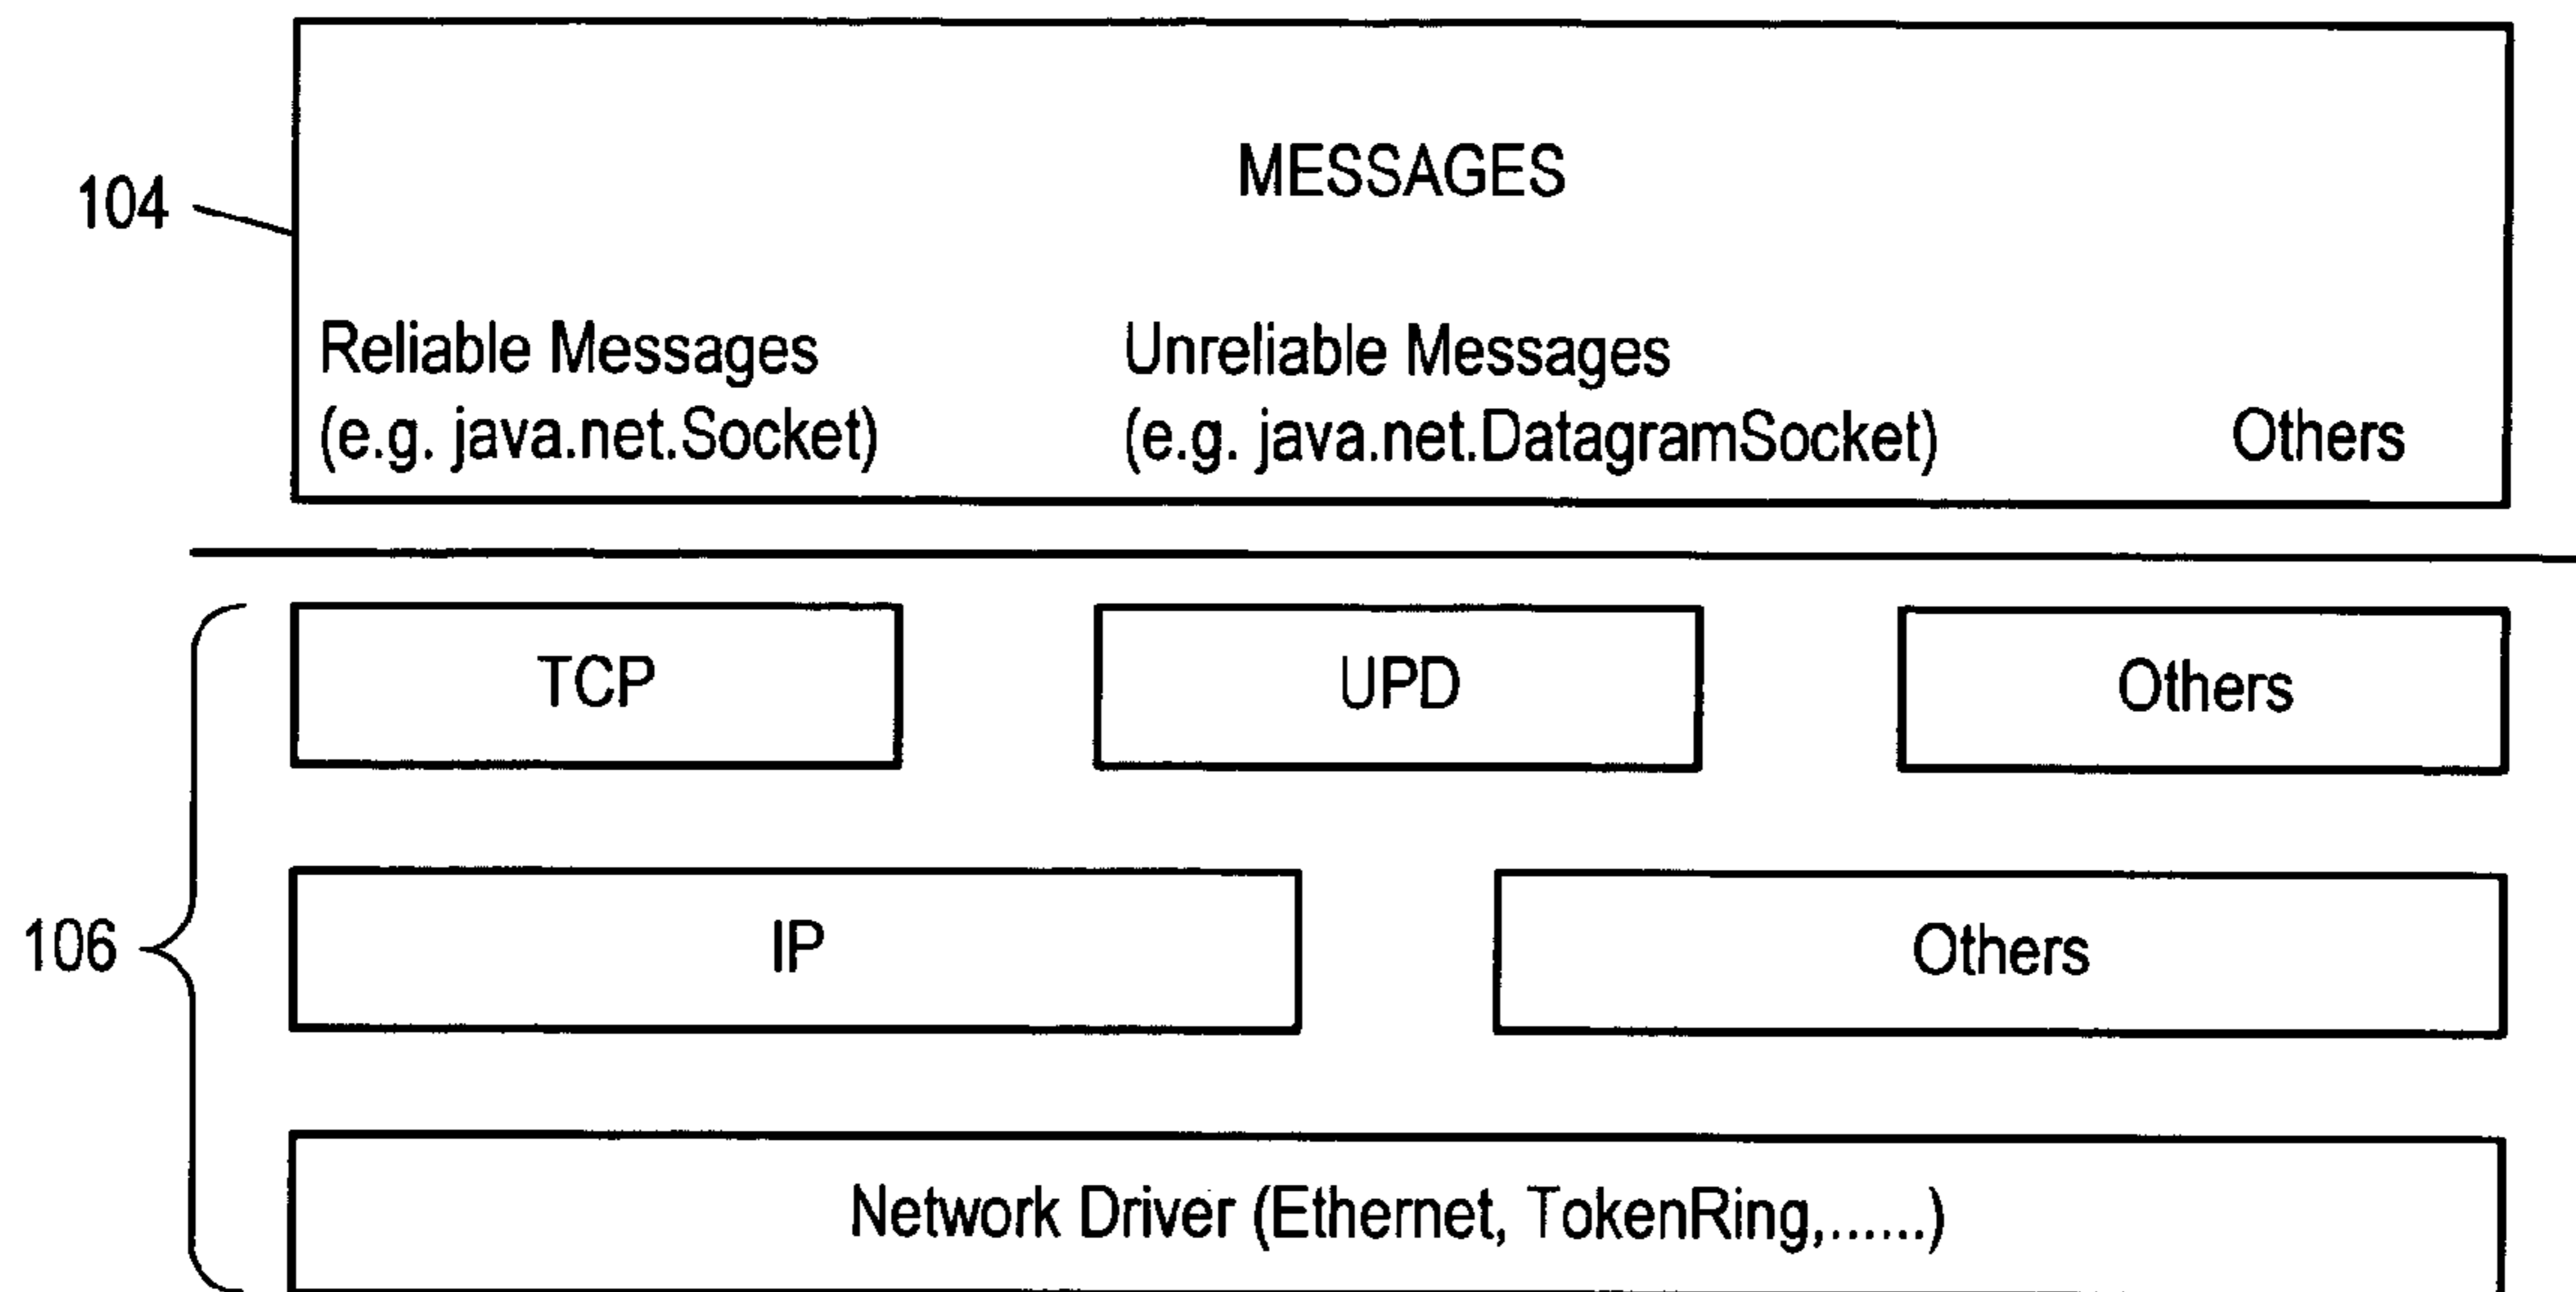 MESSAGES
104
Reliable Messages
(e.g. java.net.Socket)
Unreliable Messages
(e.g. java.net.DatagramSocket)
Others
TCP
UPD
Others
106
IP
Others
Network Driver (Ethernet, TokenRing,......)